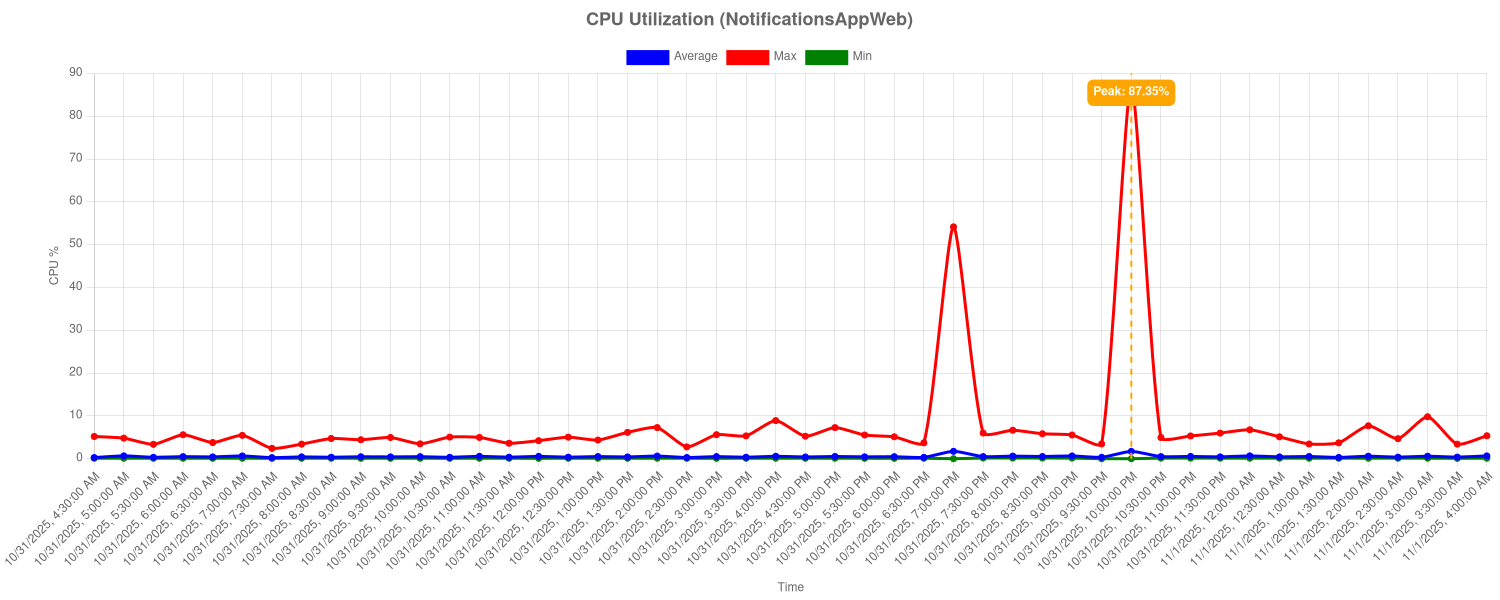 CPU Utilization (NotificationsAppWeb)
Average Max Min
90
80
70
60
50
40
30
20
10
0
CPU %
Peak: 87.35%
10/31/2025, 4:30:00 AM
10/31/2025, 5:00:00 AM
10/31/2025, 5:30:00 AM
10/31/2025, 6:00:00 AM
10/31/2025, 6:30:00 AM
10/31/2025, 7:00:00 AM
10/31/2025, 7:30:00 AM
10/31/2025, 8:00:00 AM
10/31/2025, 8:30:00 AM
10/31/2025, 9:00:00 AM
10/31/2025, 9:30:00 AM
10/31/2025, 10:00:00 AM
10/31/2025, 10:30:00 AM
10/31/2025, 11:00:00 AM
10/31/2025, 11:30:00 AM
10/31/2025, 12:00:00 PM
10/31/2025, 12:30:00 PM
10/31/2025, 1:00:00 PM
10/31/2025, 1:30:00 PM
10/31/2025, 2:00:00 PM
10/31/2025, 2:30:00 PM
10/31/2025, 3:00:00 PM
10/31/2025, 3:30:00 PM
10/31/2025, 4:00:00 PM
10/31/2025, 4:30:00 PM
10/31/2025, 5:00:00 PM
10/31/2025, 5:30:00 PM
10/31/2025, 6:00:00 PM
10/31/2025, 6:30:00 PM
10/31/2025, 7:00:00 PM
10/31/2025, 7:30:00 PM
10/31/2025, 8:00:00 PM
10/31/2025, 8:30:00 PM
10/31/2025, 9:00:00 PM
10/31/2025, 9:30:00 PM
10/31/2025, 10:00:00 PM
10/31/2025, 10:30:00 PM
10/31/2025, 11:00:00 PM
10/31/2025, 11:30:00 PM
11/1/2025, 12:00:00 AM
11/1/2025, 12:30:00 AM
11/1/2025, 1:00:00 AM
11/1/2025, 1:30:00 AM
11/1/2025, 2:00:00 AM
11/1/2025, 2:30:00 AM
11/1/2025, 3:00:00 AM
11/1/2025, 3:30:00 AM
11/1/2025, 4:00:00 AM
Time